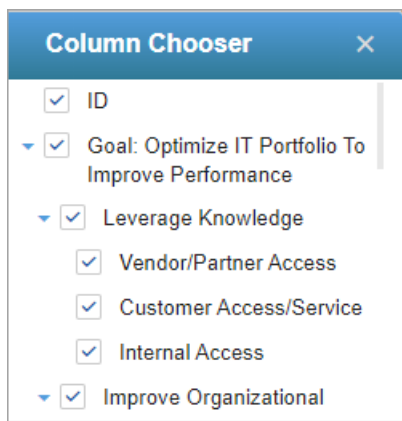 Column Chooser
ID
Goal: Optimize IT Portfolio To
Improve Performance
Leverage Knowledge
Vendor/Partner Access
Customer Access/Service
Internal Access
Improve Organizational